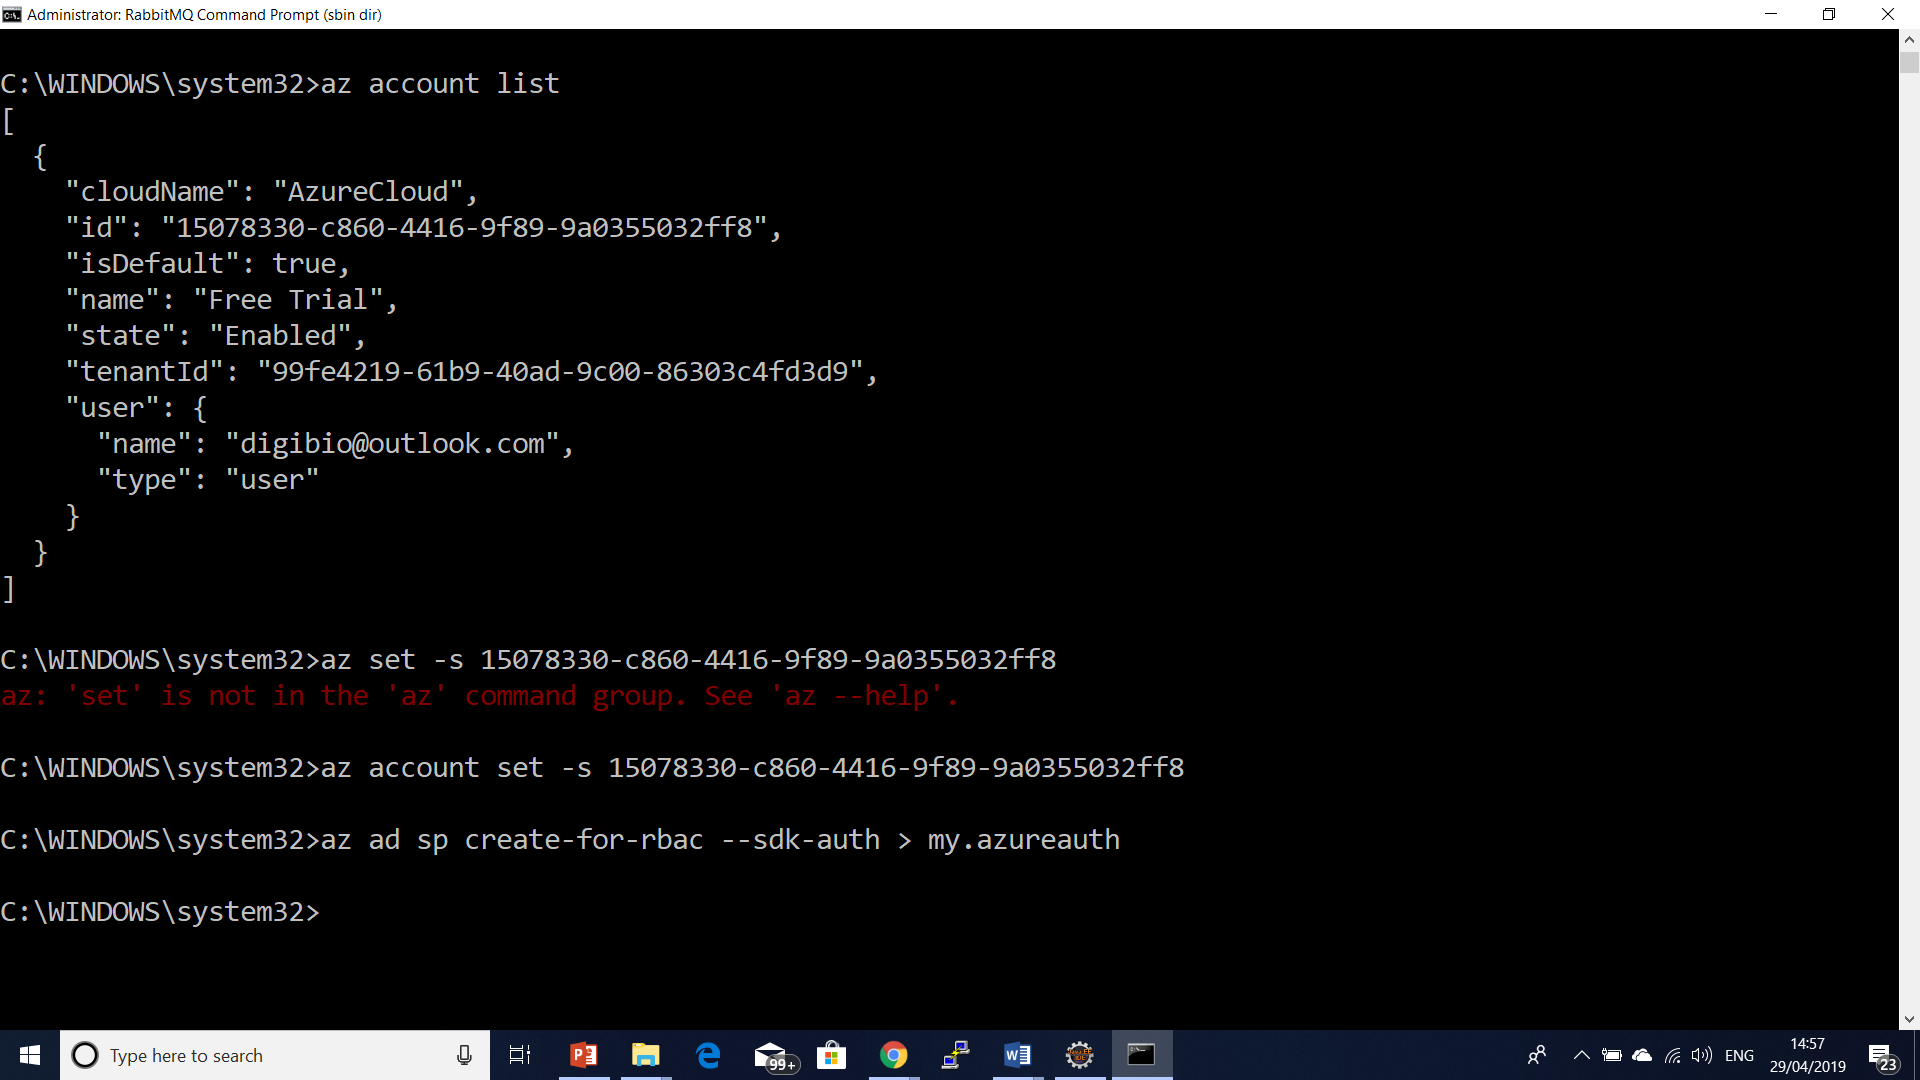 Administrator: RabbitMQ Command Prompt (sbin dir)
C:\WINDOWS\system32>az account list
[
  {
    "cloudName": "AzureCloud",
    "id": "15078330-c860-4416-9f89-9a0355032ff8",
    "isDefault": true,
    "name": "Free Trial",
    "state": "Enabled",
    "tenantId": "99fe4219-61b9-40ad-9c00-86303c4fd3d9",
    "user": {
      "name": "digibio@outlook.com",
      "type": "user"
    }
  }
]
C:\WINDOWS\system32>az set -s 15078330-c860-4416-9f89-9a0355032ff8
az: 'set' is not in the 'az' command group. See 'az --help'.
C:\WINDOWS\system32>az account set -s 15078330-c860-4416-9f89-9a0355032ff8
C:\WINDOWS\system32>az ad sp create-for-rbac --sdk-auth > my.azureauth
C:\WINDOWS\system32>
Type here to search
99+
ENG
14:57
29/04/2019
23